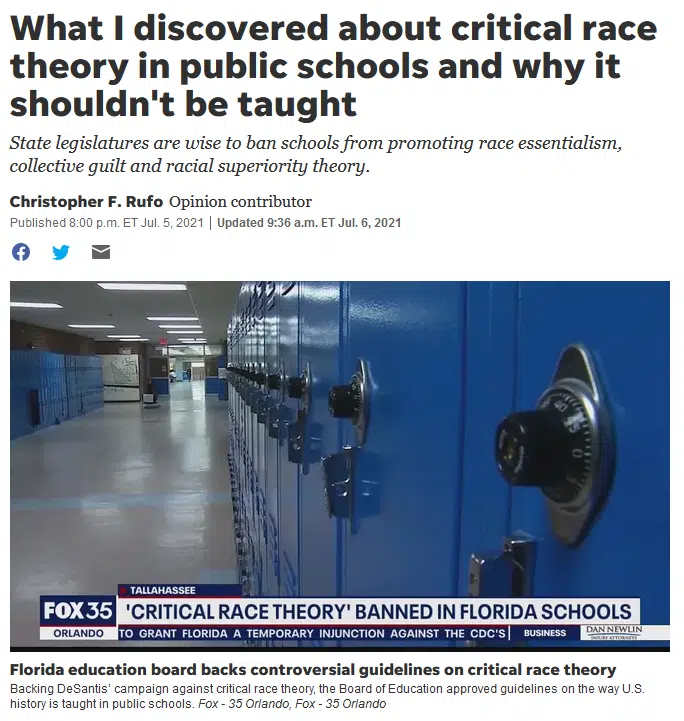 What I discovered about critical race
theory in public schools and why it
shouldn't be taught
State legislatures are wise to ban schools from promoting race essentialism,
collective guilt and racial superiority theory.
Christopher F. Rufo Opinion contributor
Published 8:00 p.m. ET Jul. 5, 2021 | Updated 9:36 a.m. ET Jul. 6, 2021
TALLAHASSEE
FOX 35 'CRITICAL RACE THEORY' BANNED IN FLORIDA SCHOOLS
ORLANDO TO GRANT FLORIDA A TEMPORARY INJUNCTION AGAINST THE CDC'S BUSINESS DAN NEWLIN
INJURY ATTORNEYS
Florida education board backs controversial guidelines on critical race theory
Backing DeSantis' campaign against critical race theory, the Board of Education approved guidelines on the way U.S.
history is taught in public schools. Fox - 35 Orlando, Fox - 35 Orlando